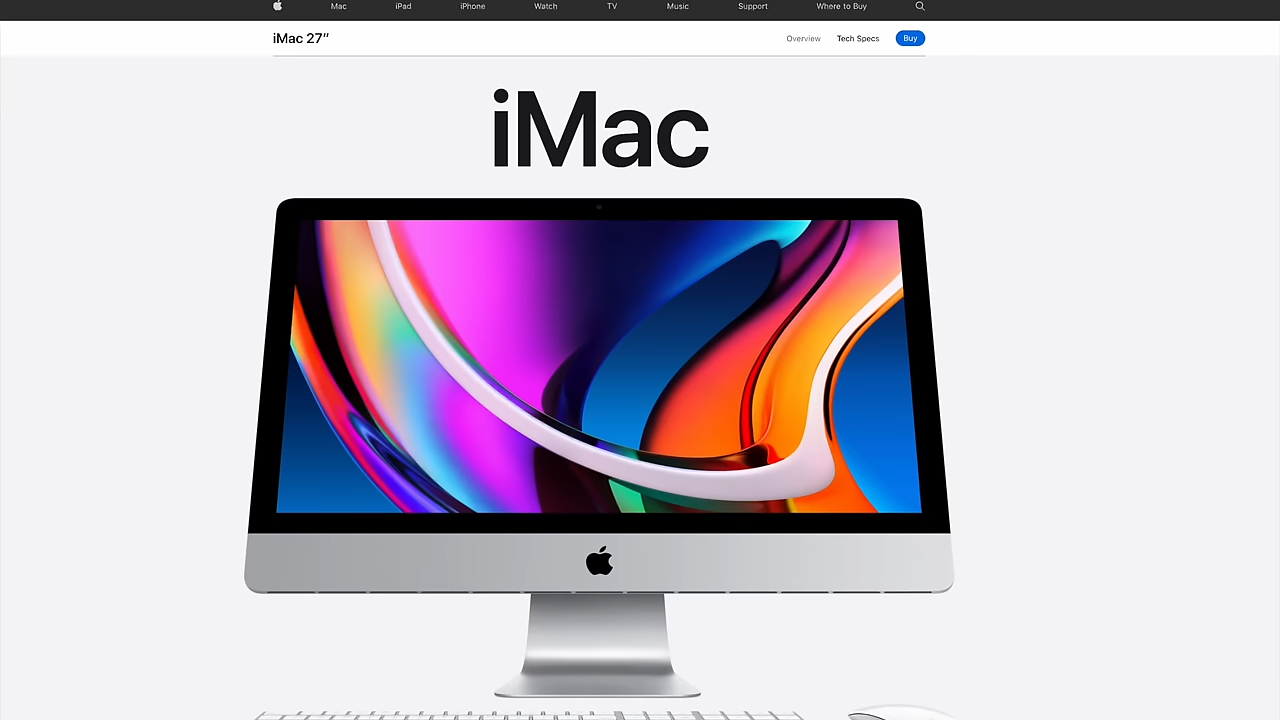 Mac iPad iPhone Watch TV Music Support Where to Buy
iMac 27″ Overview Tech Specs Buy
iMac